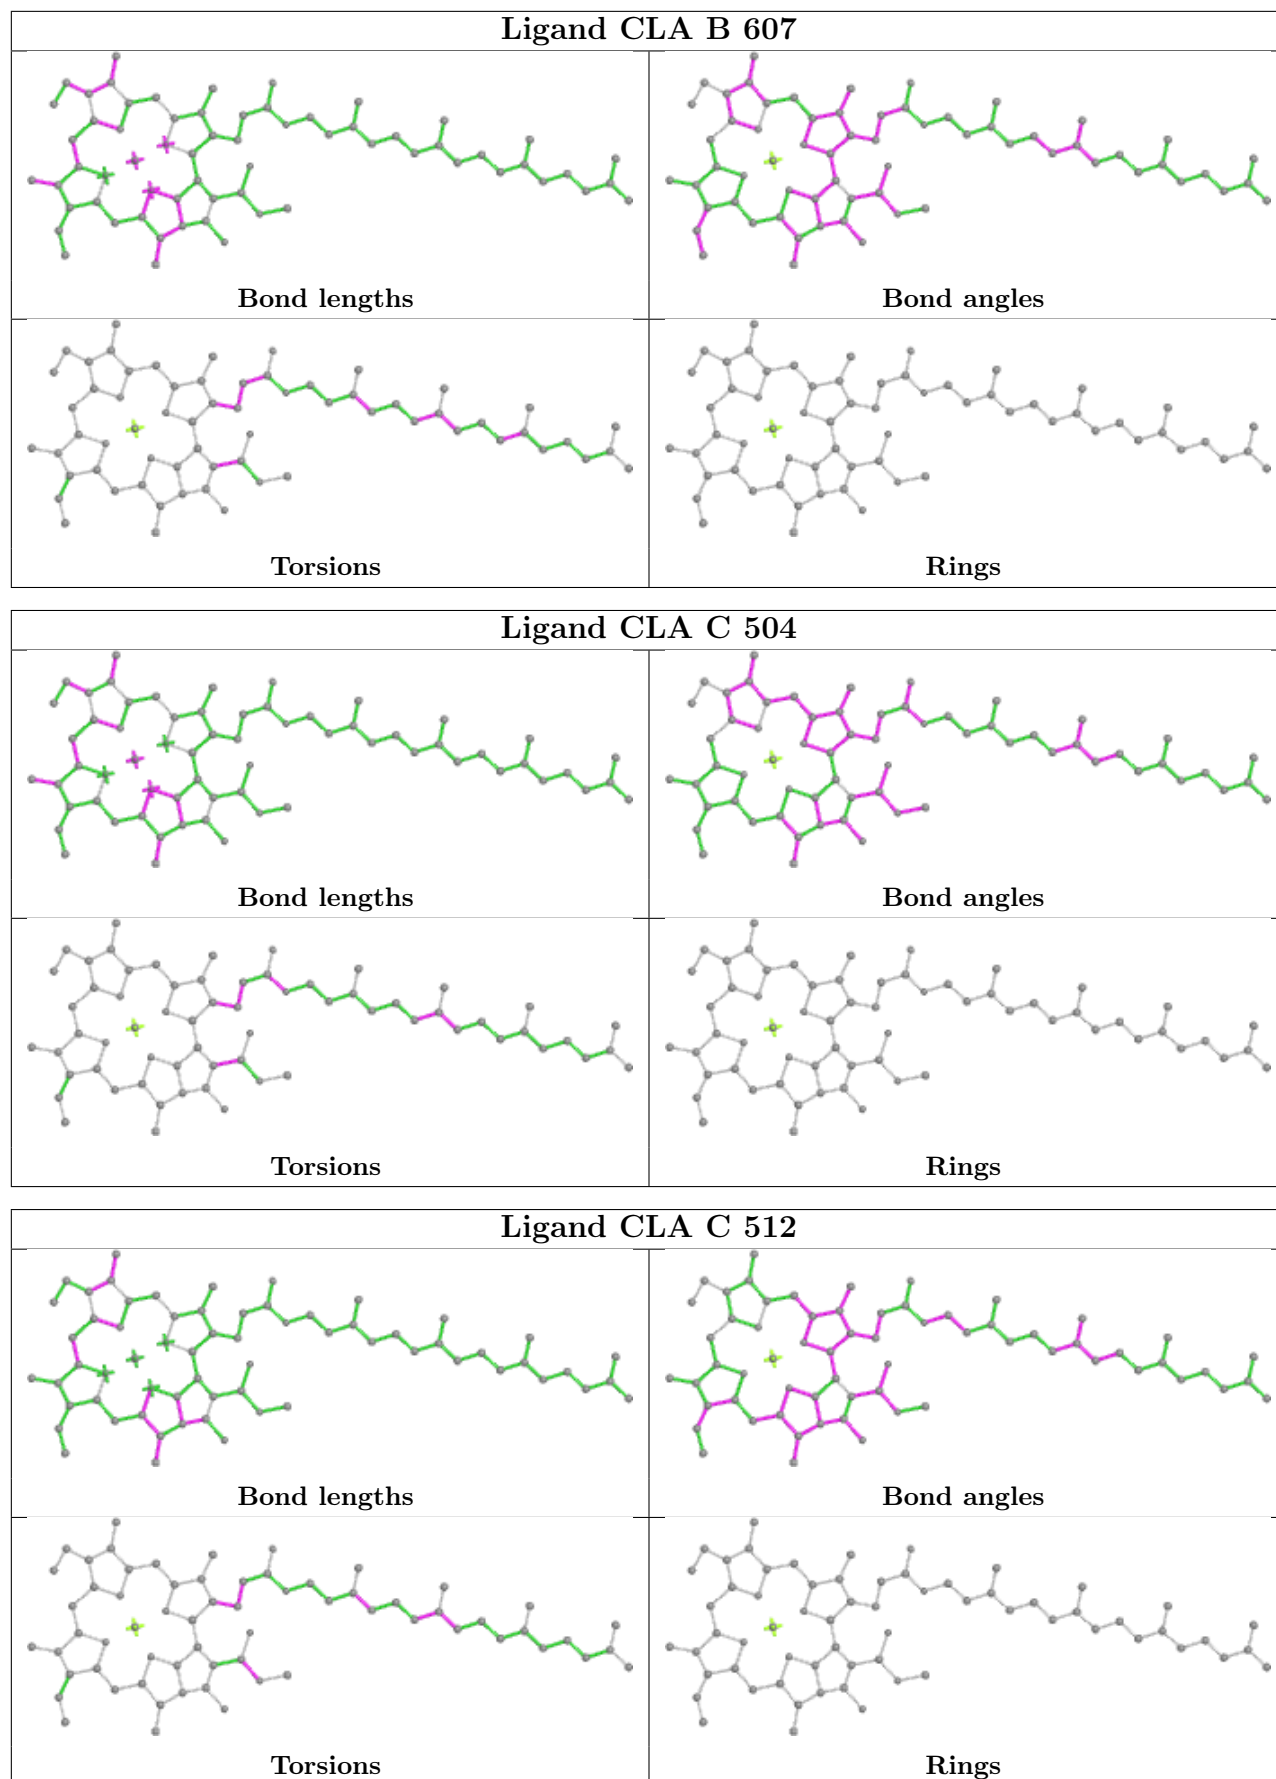 Ligand CLA B 607
Bond lengths
Bond angles
Torsions
Rings
Ligand CLA C 504
Bond lengths
Bond angles
Torsions
Rings
Ligand CLA C 512
Bond lengths
Bond angles
Torsions
Rings